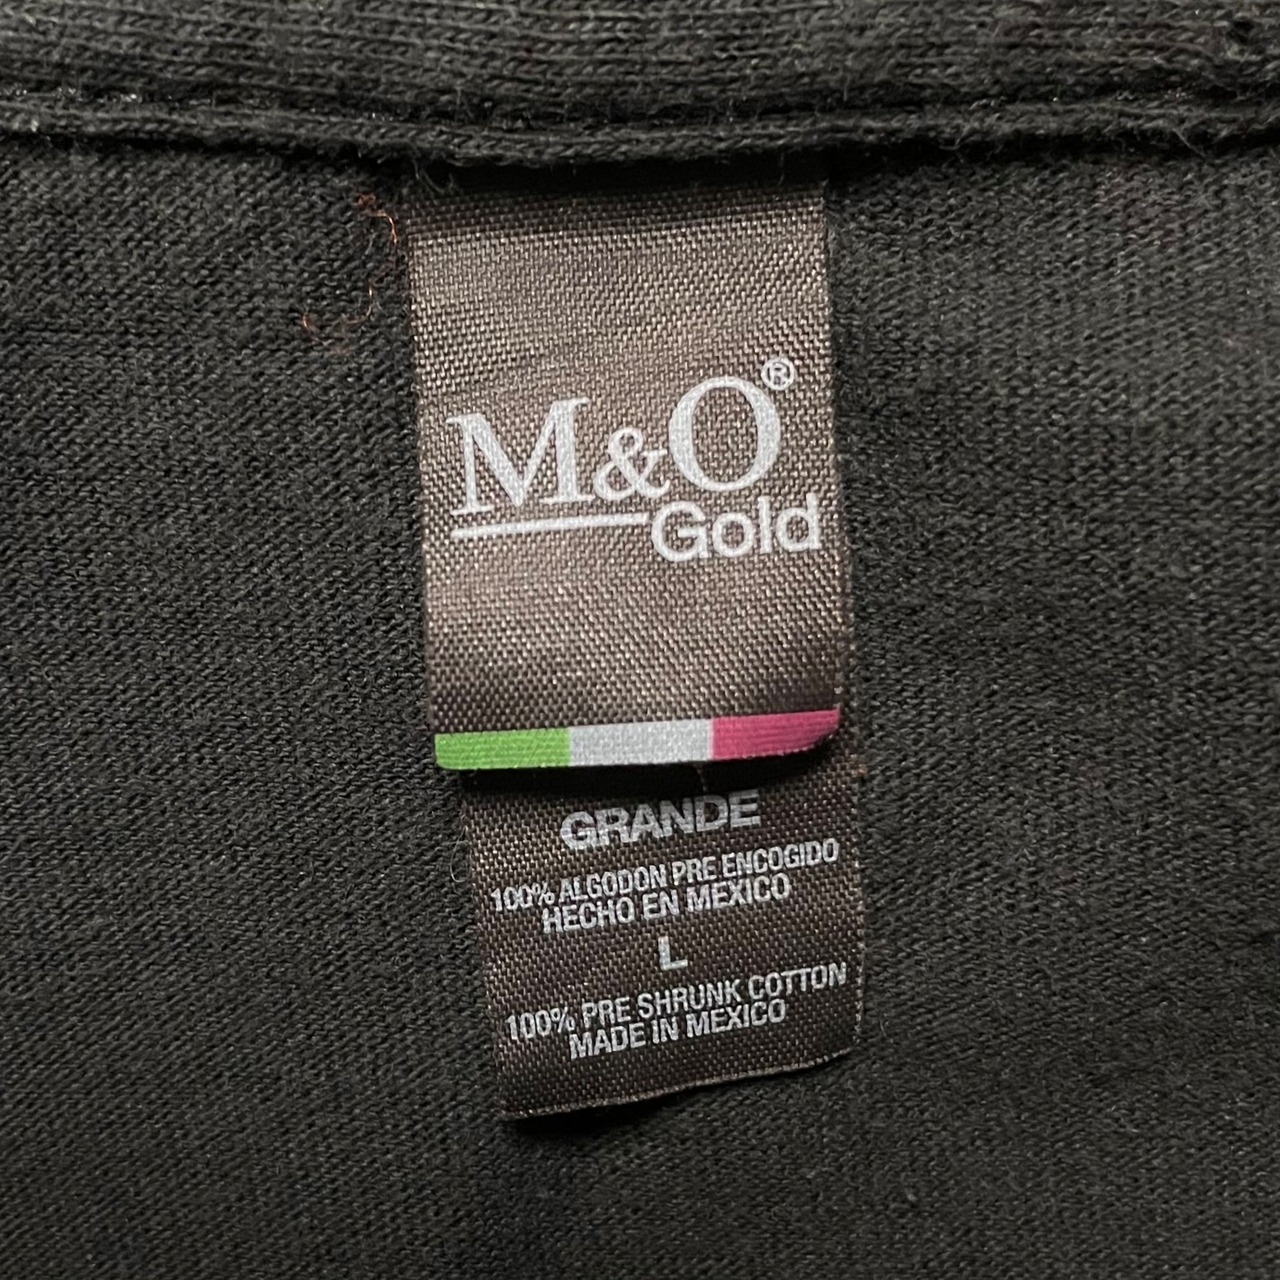 M&O®
Gold
GRANDE
100% ALGODON PRE ENCOGIDO
HECHO EN MEXICO
L
100% PRE SHRUNK COTTON
MADE IN MEXICO